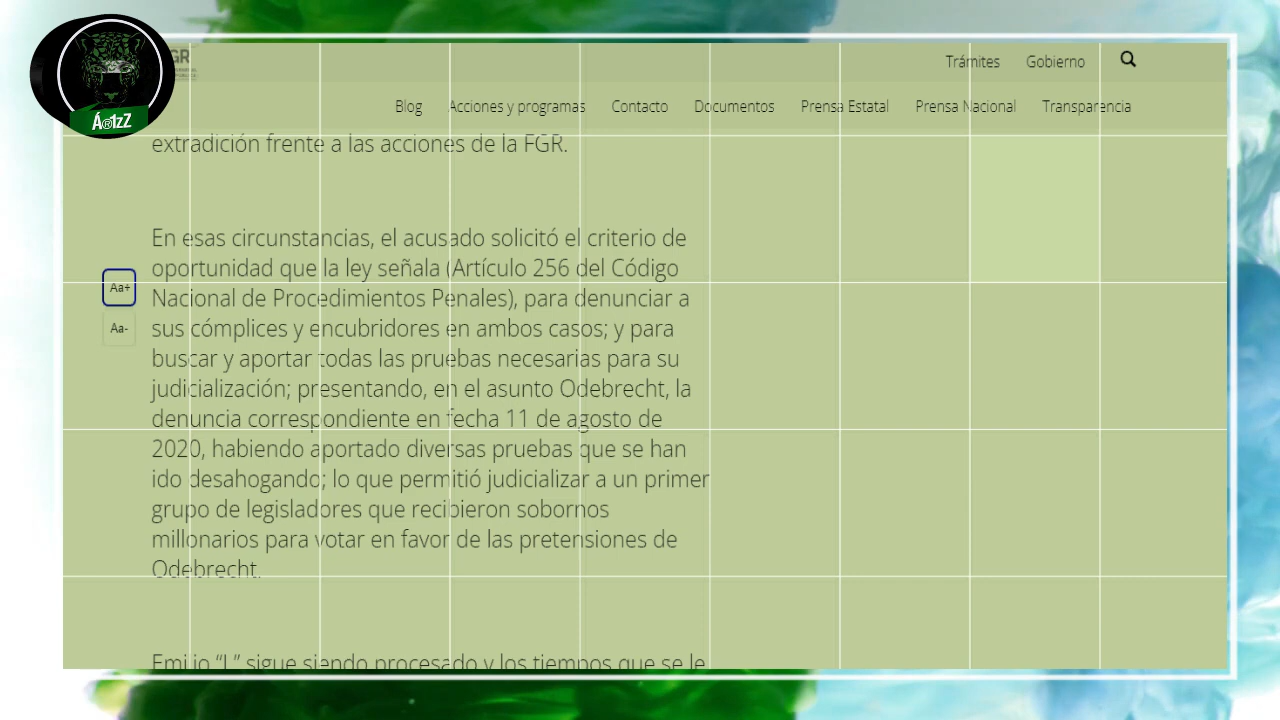 GR
Trámites Gobierno
Blog Acciones y programas Contacto Documentos Prensa Estatal Prensa Nacional Transparencia
Á®1zZ
extradición frente a las acciones de la FGR.
En esas circunstancias, el acusado solicitó el criterio de
oportunidad que la ley señala (Artículo 256 del Código
Nacional de Procedimientos Penales), para denunciar a
sus cómplices y encubridores en ambos casos; y para
buscar y aportar todas las pruebas necesarias para su
judicialización; presentando, en el asunto Odebrecht, la
denuncia correspondiente en fecha 11 de agosto de
2020, habiendo aportado diversas pruebas que se han
ido desahogando; lo que permitió judicializar a un primer
grupo de legisladores que recibieron sobornos
millonarios para votar en favor de las pretensiones de
Odebrecht.
Aa+
Aa-
Emilio “L” sigue siendo procesado y los tiempos que se le